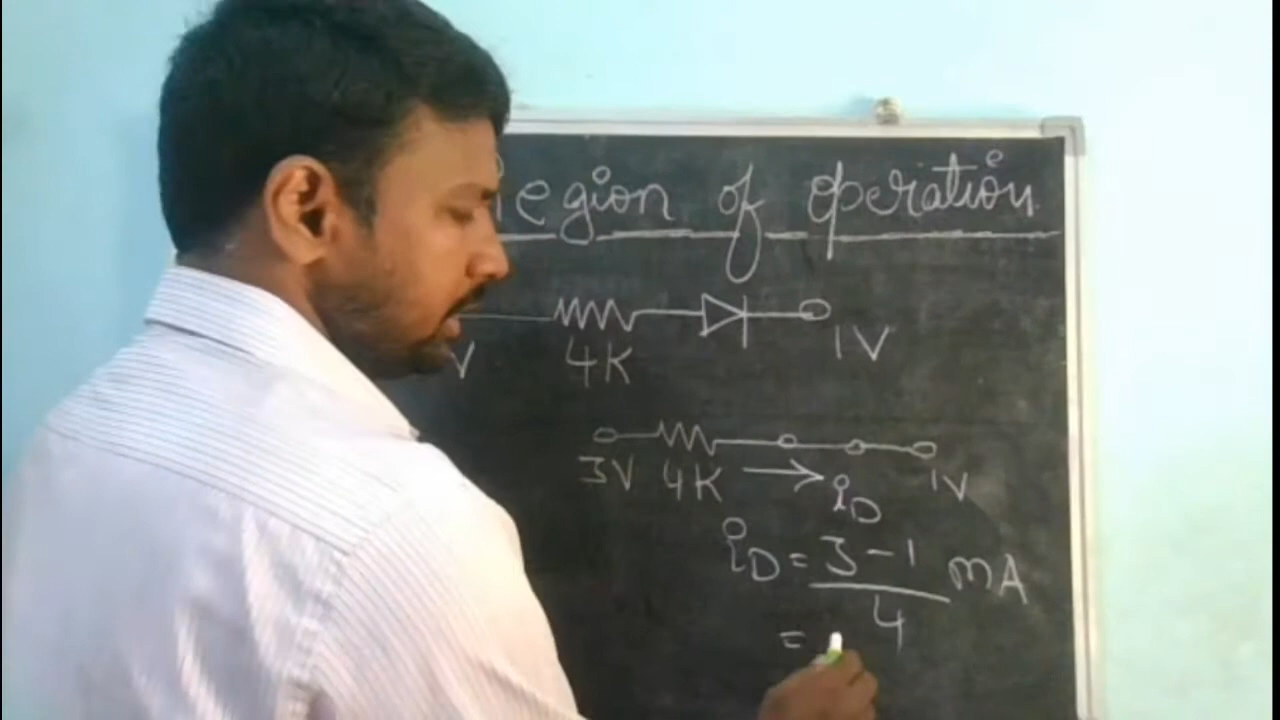 egion of operation
V 4K 1V
3V 4K iD 1V
iD = 3-1 mA
4
=